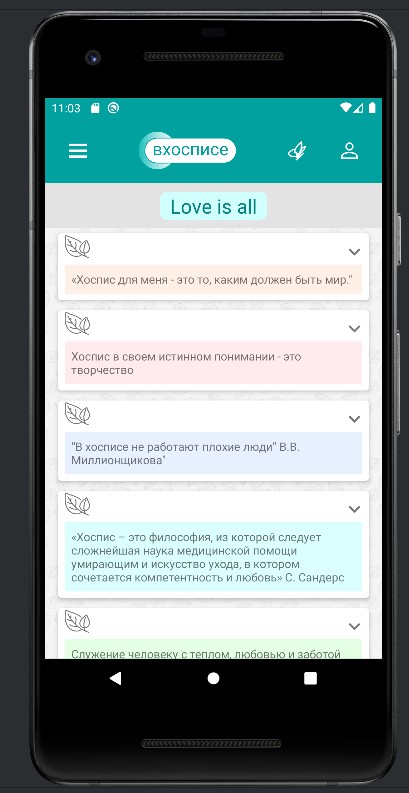 11:03
вхосписе
Love is all
«Хоспис для меня - это то, каким должен быть мир."
Хоспис в своем истинном понимании - это
творчество
"В хосписе не работают плохие люди" В.В.
Миллионщикова"
«Хоспис – это философия, из которой следует
сложнейшая наука медицинской помощи
умирающим и искусство ухода, в котором
сочетается компетентность и любовь» С. Сандерс
Служение человеку с теплом, любовью и заботой